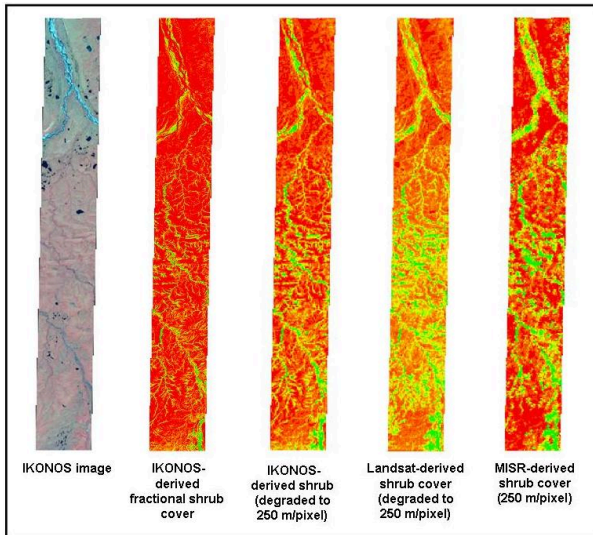 IKONOS image
IKONOS-
derived
fractional shrub
cover
IKONOS-
derived shrub
(degraded to
250 m/pixel)
Landsat-derived
shrub cover
(degraded to
250 m/pixel)
MISR-derived
shrub cover
(250 m/pixel)